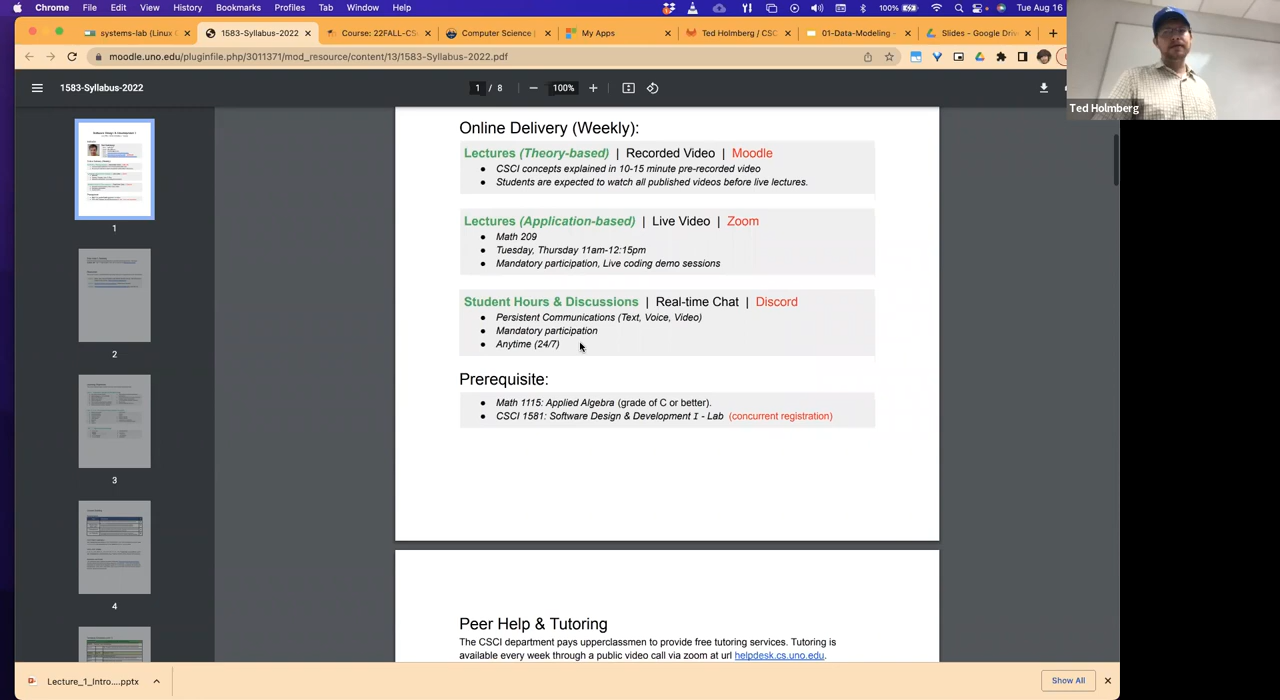 Chrome File Edit View History Bookmarks Profiles Tab Window Help 100% Tue Aug 16
systems-lab (Linux 1583-Syllabus-2022 Course: 22FALL-CS Computer Science | My Apps Ted Holmberg / CSC 01-Data-Modeling - Slides - Google Driv
moodle.uno.edu/pluginfile.php/3011371/mod_resource/content/13/1583-Syllabus-2022.pdf
1583-Syllabus-2022 1 / 8 100%
Ted Holmberg
Online Delivery (Weekly):
Lectures (Theory-based) | Recorded Video | Moodle
● CSCI concepts explained in 10-15 minute pre-recorded video
● Students are expected to watch all published videos before live lectures.
Lectures (Application-based) | Live Video | Zoom
● Math 209
● Tuesday, Thursday 11am-12:15pm
● Mandatory participation, Live coding demo sessions
Student Hours & Discussions | Real-time Chat | Discord
● Persistent Communications (Text, Voice, Video)
● Mandatory participation
● Anytime (24/7)
Prerequisite:
● Math 1115: Applied Algebra (grade of C or better).
● CSCI 1581: Software Design & Development I - Lab (concurrent registration)
Peer Help & Tutoring
The CSCI department pays upperclassmen to provide free tutoring services. Tutoring is
available every week through a public video call via zoom at url helpdesk.cs.uno.edu.
1
2
3
4
Lecture_1_Intro....pptx
Show All